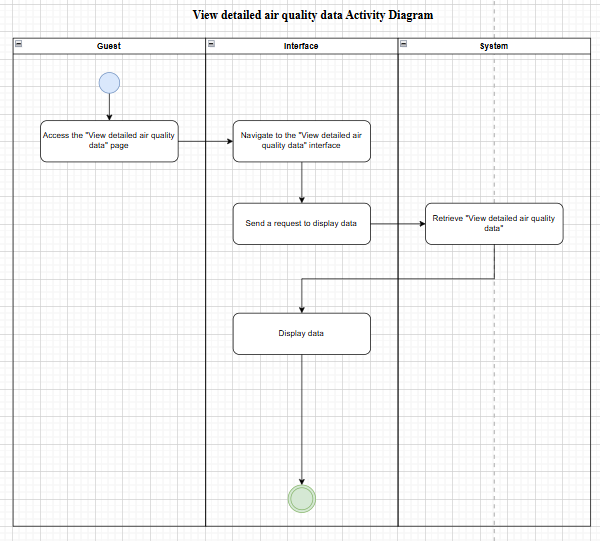 View detailed air quality data Activity Diagram
Guest
Interface
System
Access the "View detailed air quality
data" page
Navigate to the "View detailed air
quality data" interface
Send a request to display data
Retrieve "View detailed air quality
data"
Display data